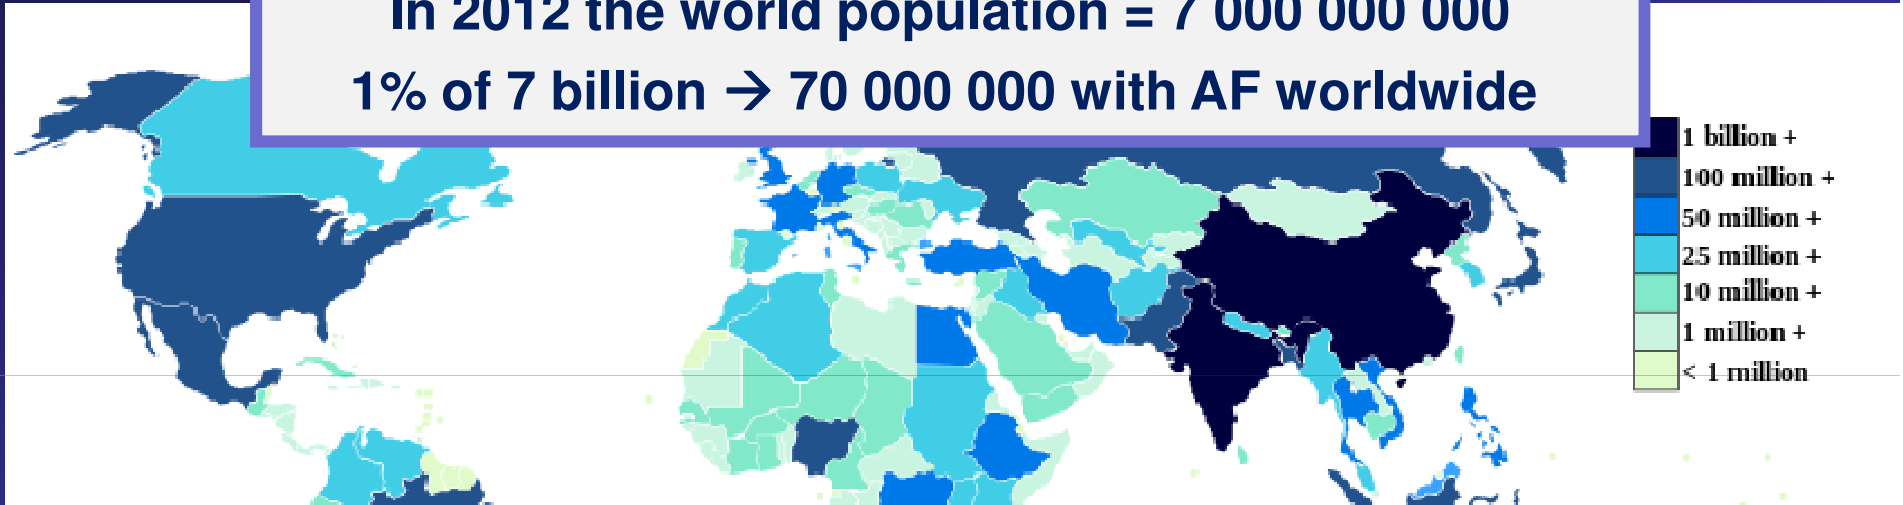 In 2012 the world population = 7 000 000 000
1% of 7 billion → 70 000 000 with AF worldwide
1 billion +
100 million +
50 million +
25 million +
10 million +
1 million +
< 1 million